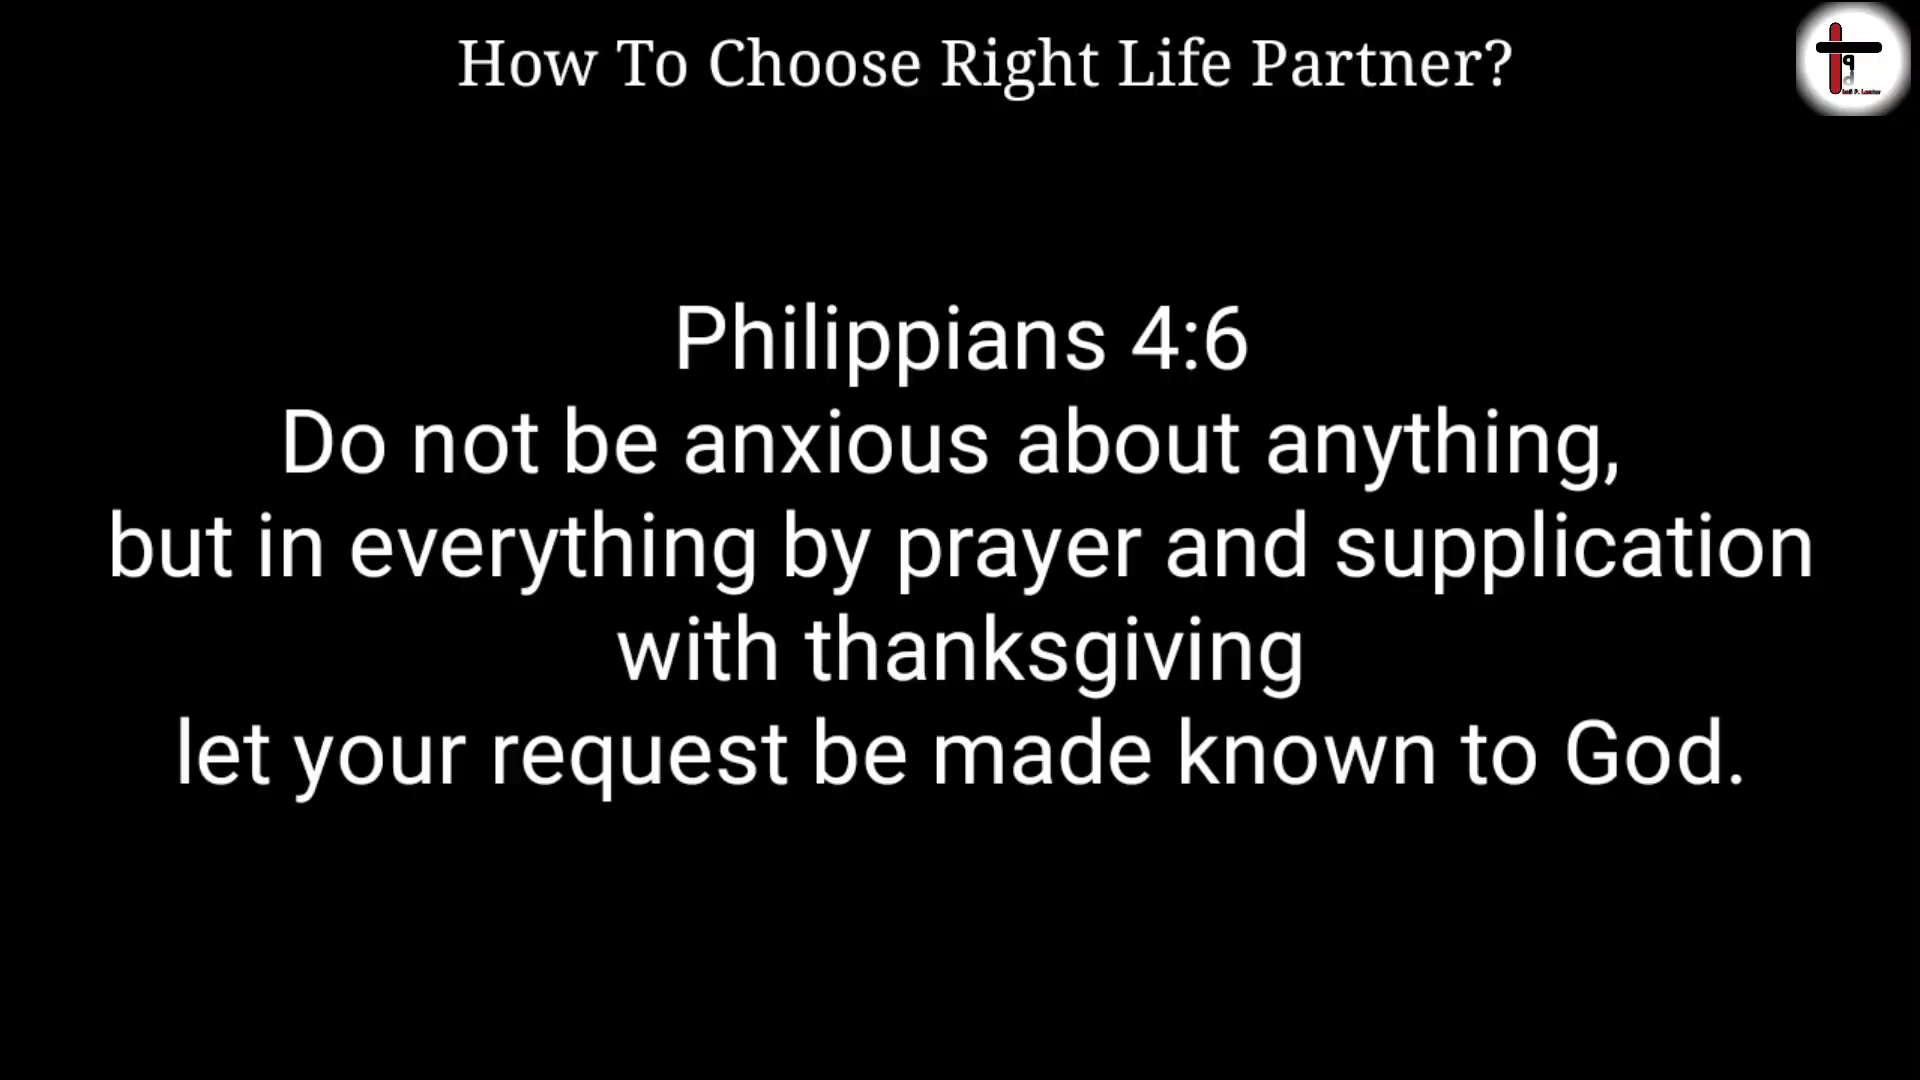 How To Choose Right Life Partner?
Philippians 4:6
Do not be anxious about anything,
but in everything by prayer and supplication
with thanksgiving
let your request be made known to God.